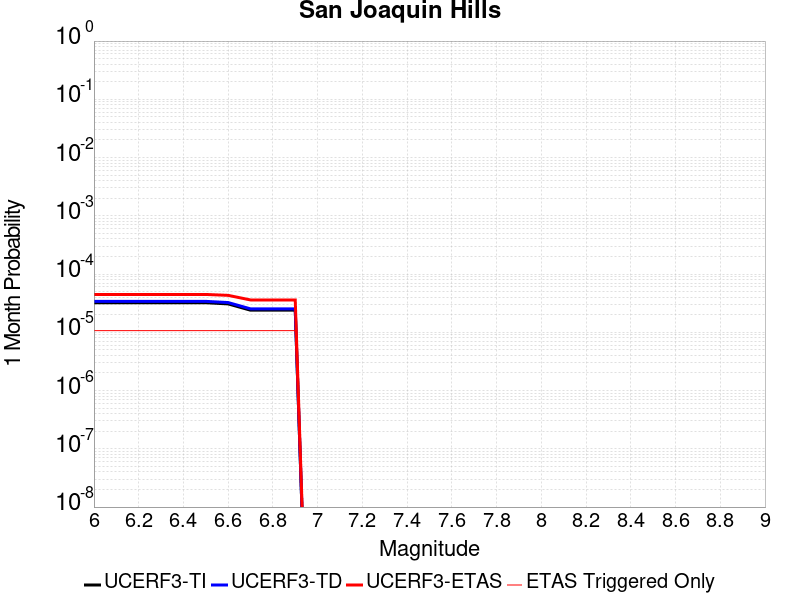 San Joaquin Hills
10^0
10^-1
10^-2
10^-3
10^-4
10^-5
10^-6
10^-7
10^-8
1 Month Probability
6 6.2 6.4 6.6 6.8 7 7.2 7.4 7.6 7.8 8 8.2 8.4 8.6 8.8 9
Magnitude
UCERF3-TI UCERF3-TD UCERF3-ETAS ETAS Triggered Only